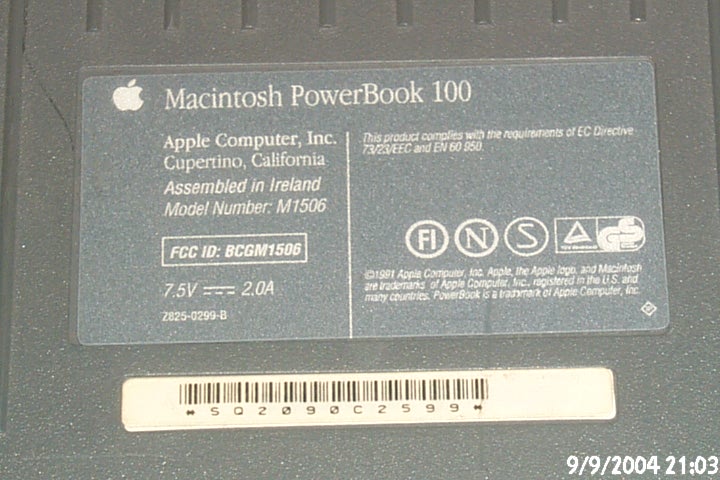 Macintosh PowerBook 100
Apple Computer, Inc.
Cupertino, California
Assembled in Ireland
Model Number: M1506
FCC ID: BCGM1506
7.5V ⎓ 2.0A
Z825-0299-B
This product complies with the requirements of EC Directive
73/23/EEC and EN 60 950.
FI N S
©1991 Apple Computer, Inc. Apple, the Apple logo, and Macintosh
are trademarks of Apple Computer, Inc., registered in the U.S. and
many countries. PowerBook is a trademark of Apple Computer, Inc.
*SQ2090C2599*
9/9/2004 21:03